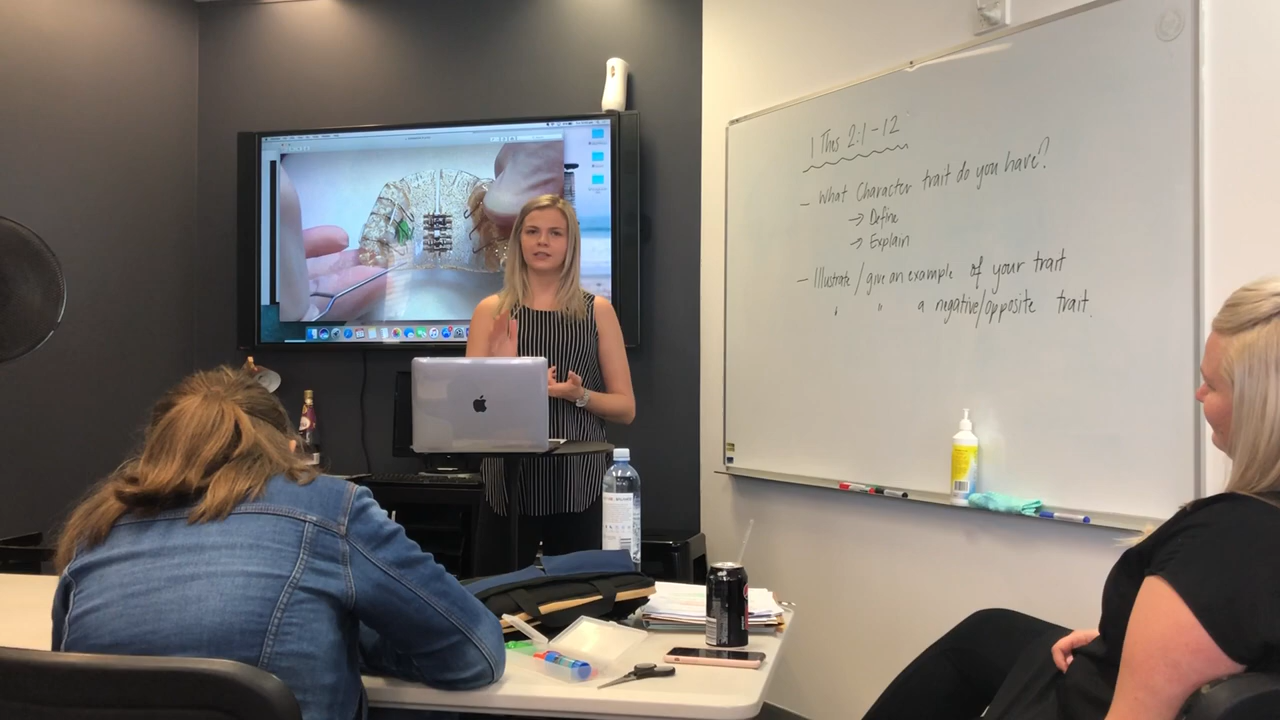 1 Thes 2:1-12
- What Character trait do you have?
→ Define
→ Explain
- Illustrate / give an example of your trait
" " a negative/opposite trait.